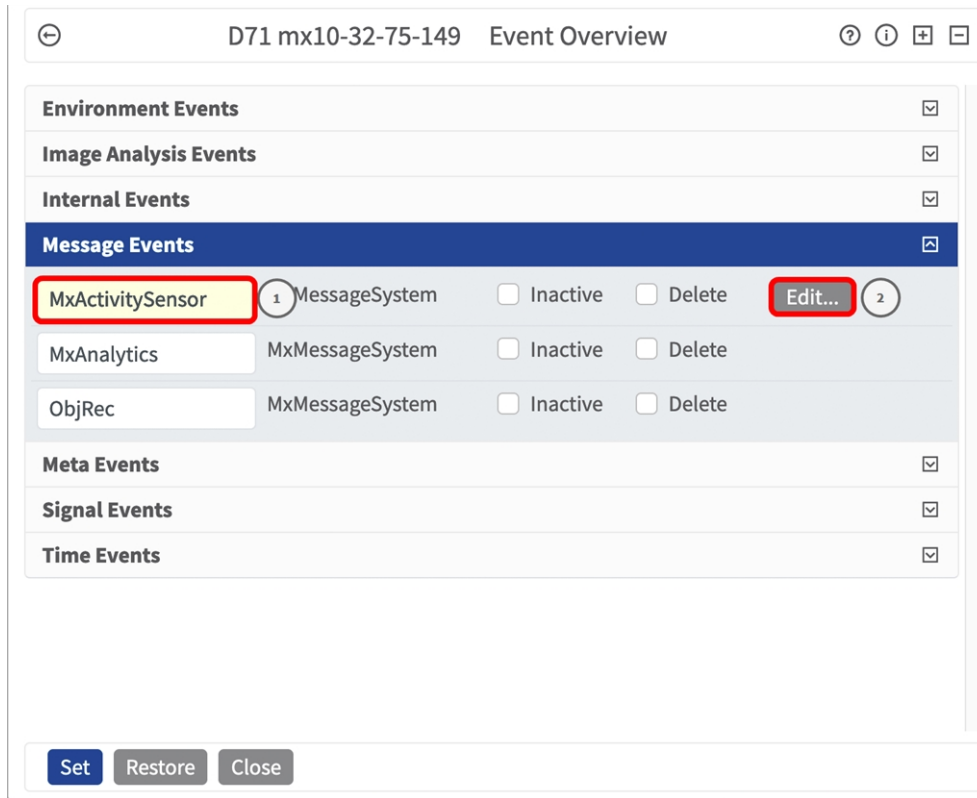 D71 mx10-32-75-149 Event Overview
Environment Events
Image Analysis Events
Internal Events
Message Events
MxActivitySensor 1 MessageSystem Inactive Delete Edit... 2
MxAnalytics MxMessageSystem Inactive Delete
ObjRec MxMessageSystem Inactive Delete
Meta Events
Signal Events
Time Events
Set Restore Close